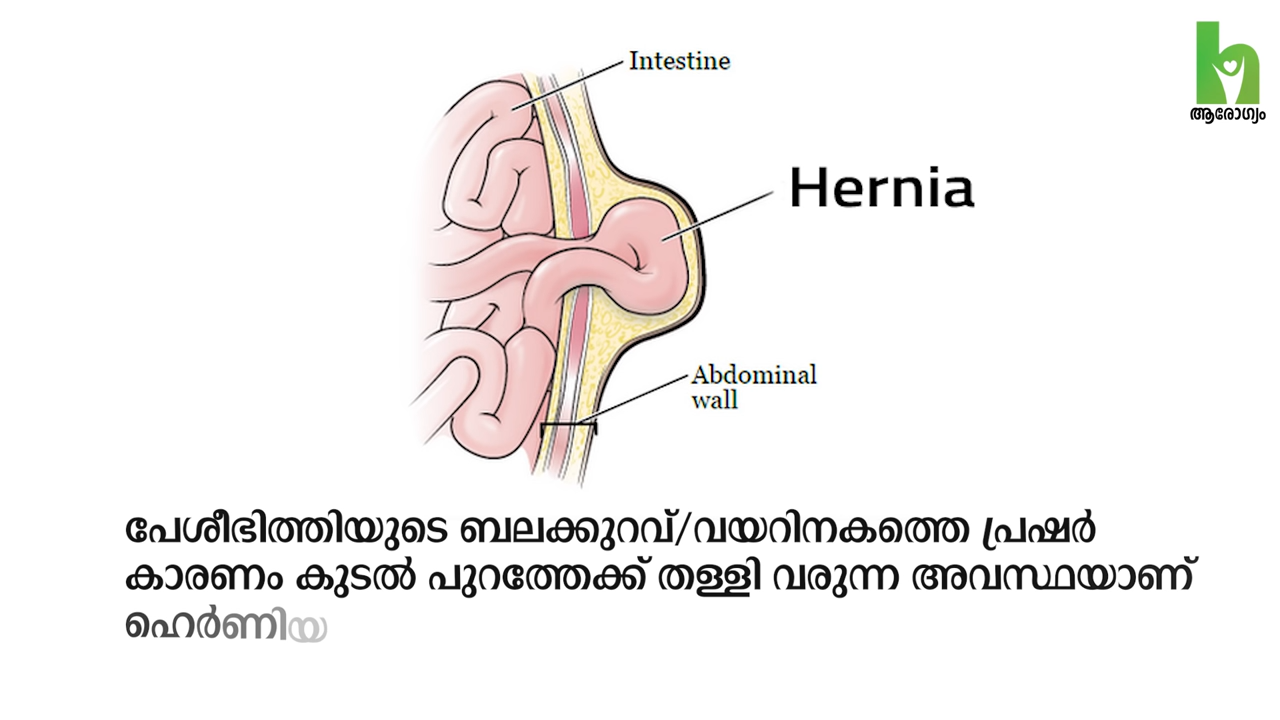 Intestine
ആരോഗ്യം
Hernia
Abdominal
wall
പേശീഭിത്തിയുടെ ബലക്കുറവ്/വയറിനകത്തെ പ്രഷർ
കാരണം കുടൽ പുറത്തേക്ക് തള്ളി വരുന്ന അവസ്ഥയാണ്
ഹെർണിയ